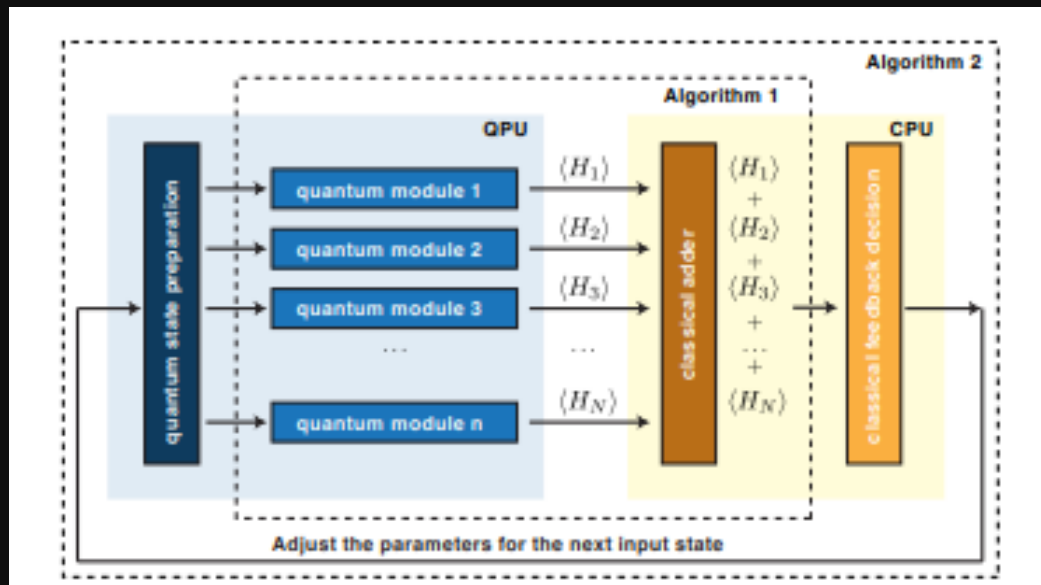 Algorithm 2
Algorithm 1
QPU
CPU
quantum state preparation
quantum module 1
quantum module 2
quantum module 3
...
quantum module n
⟨H₁⟩
⟨H₂⟩
⟨H₃⟩
...
⟨H_N⟩
classical adder
⟨H₁⟩
+
⟨H₂⟩
+
⟨H₃⟩
+
...
+
⟨H_N⟩
classical feedback decision
Adjust the parameters for the next input state